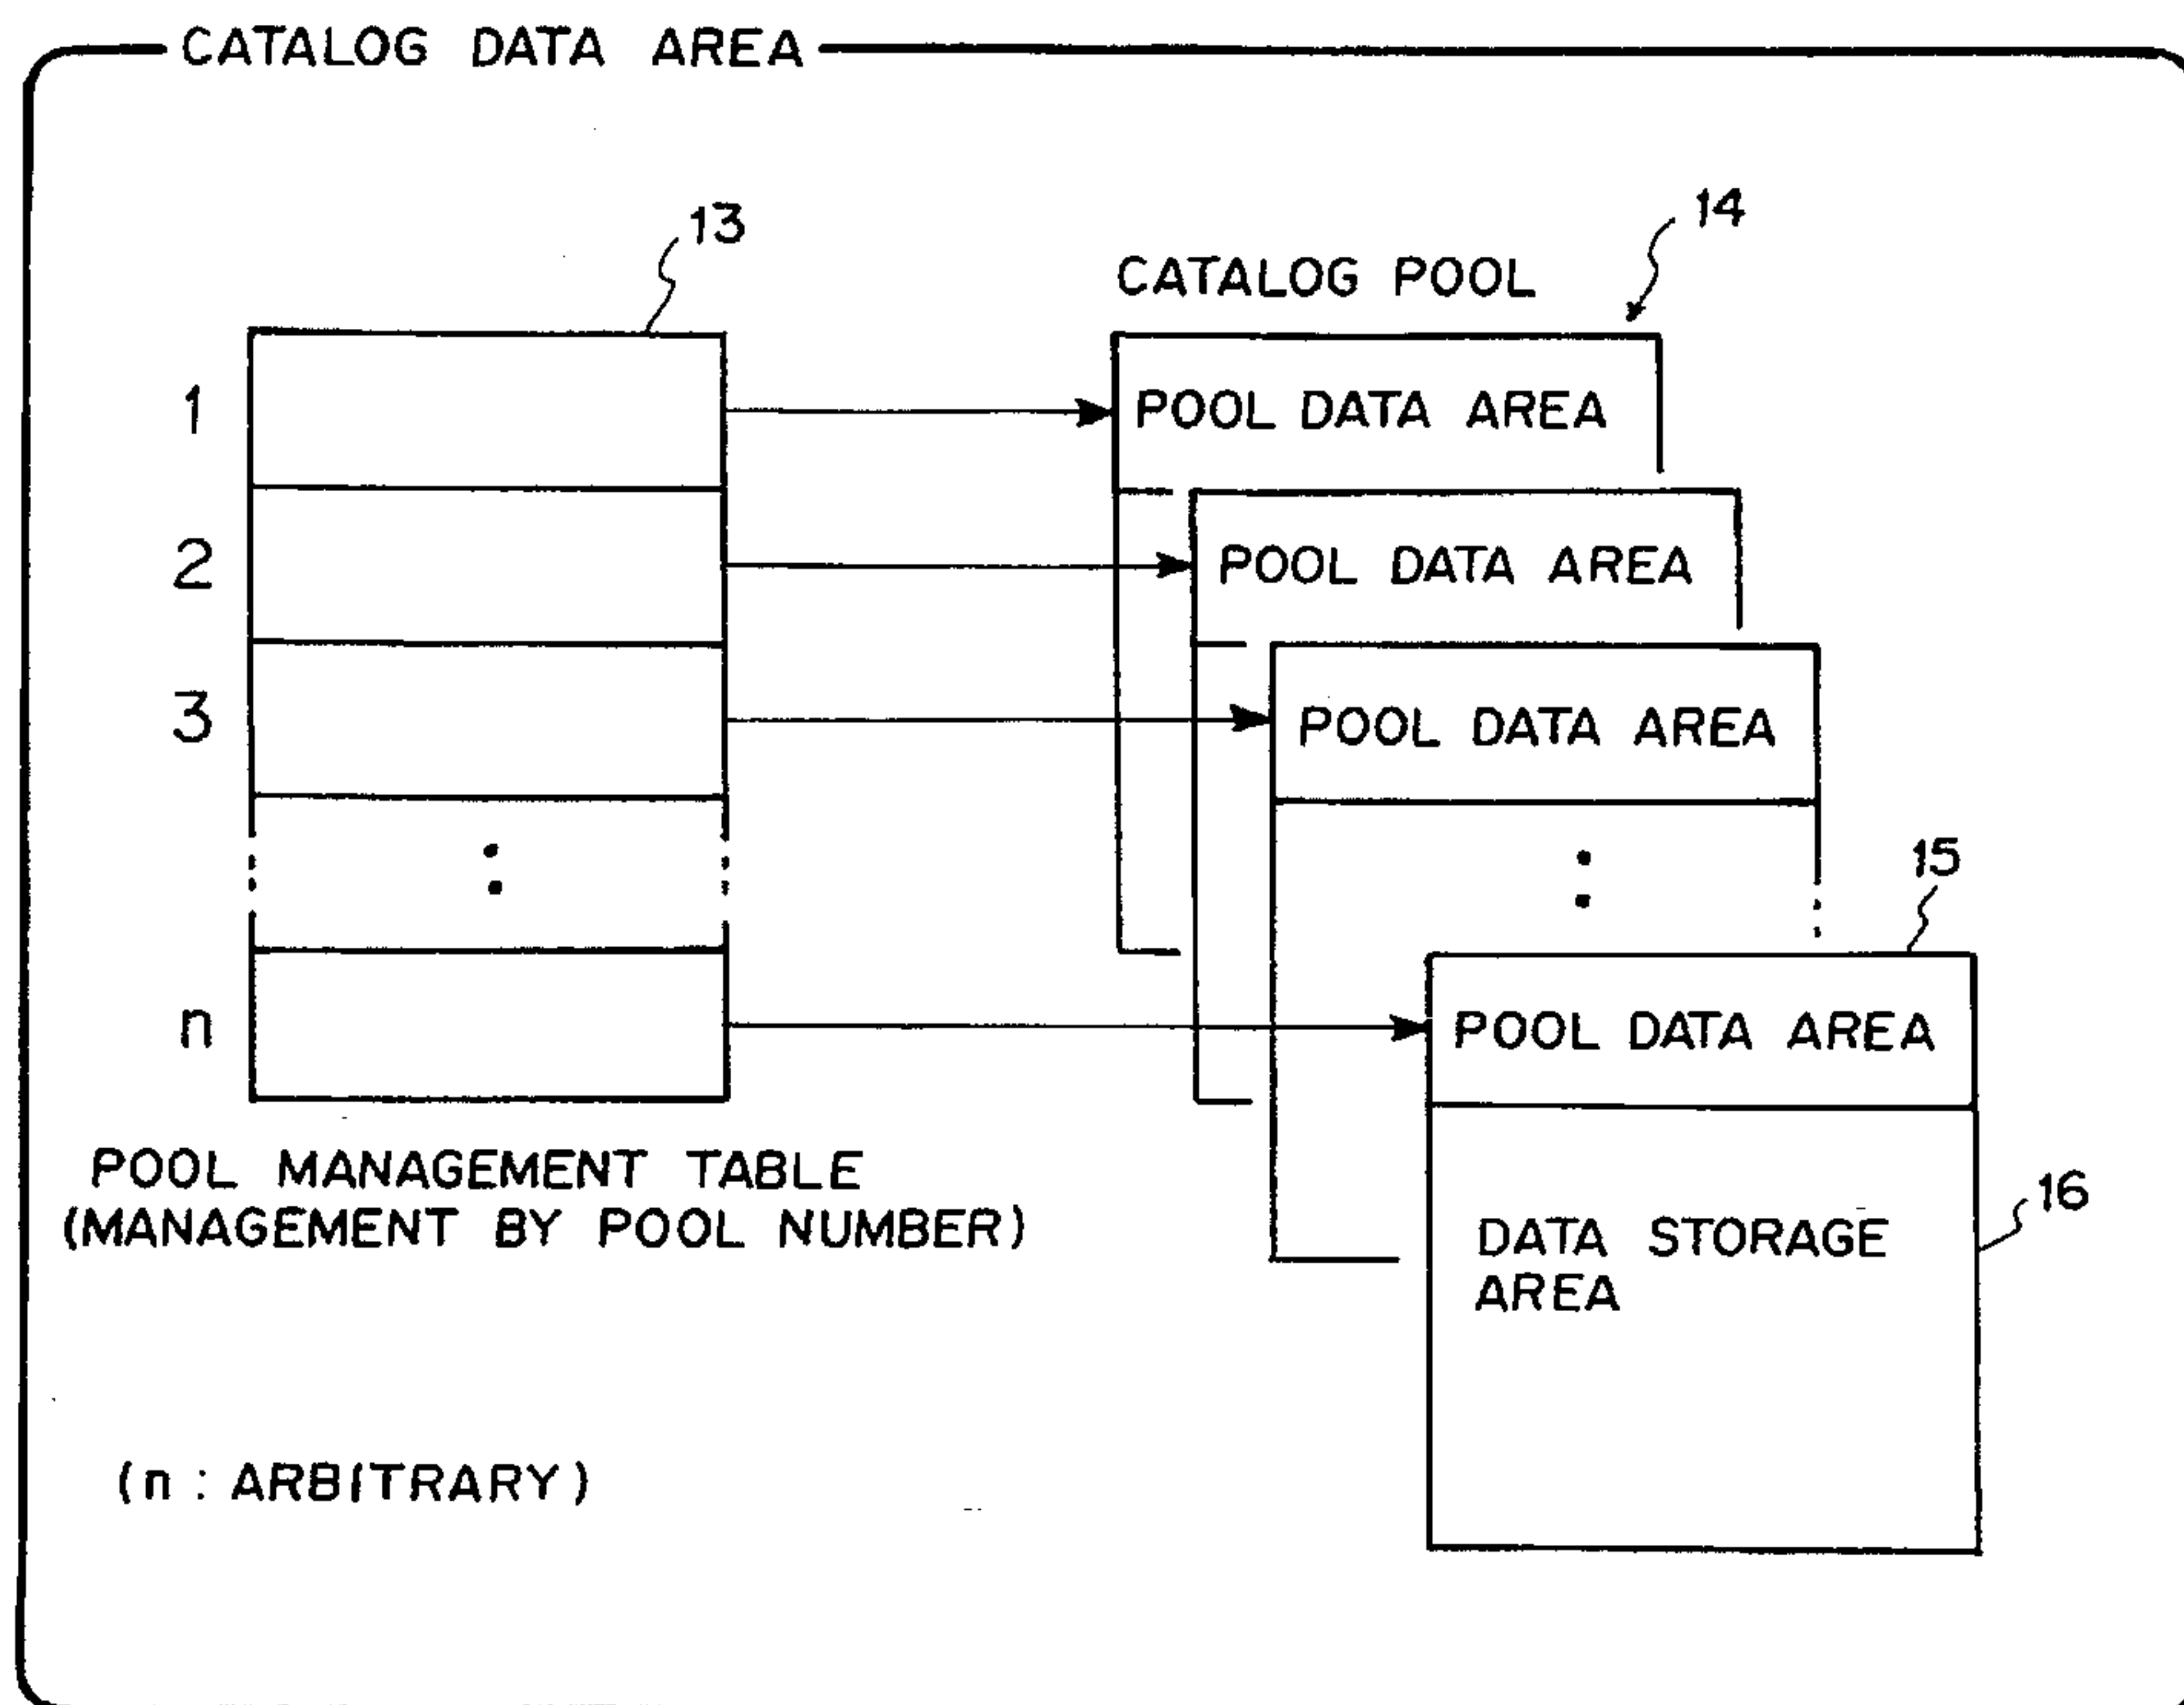 CATALOG DATA AREA
13
14
CATALOG POOL
1
POOL DATA AREA
2
POOL DATA AREA
3
POOL DATA AREA
15
n
POOL DATA AREA
POOL MANAGEMENT TABLE
(MANAGEMENT BY POOL NUMBER)
16
DATA STORAGE
AREA
(n : ARBITRARY)